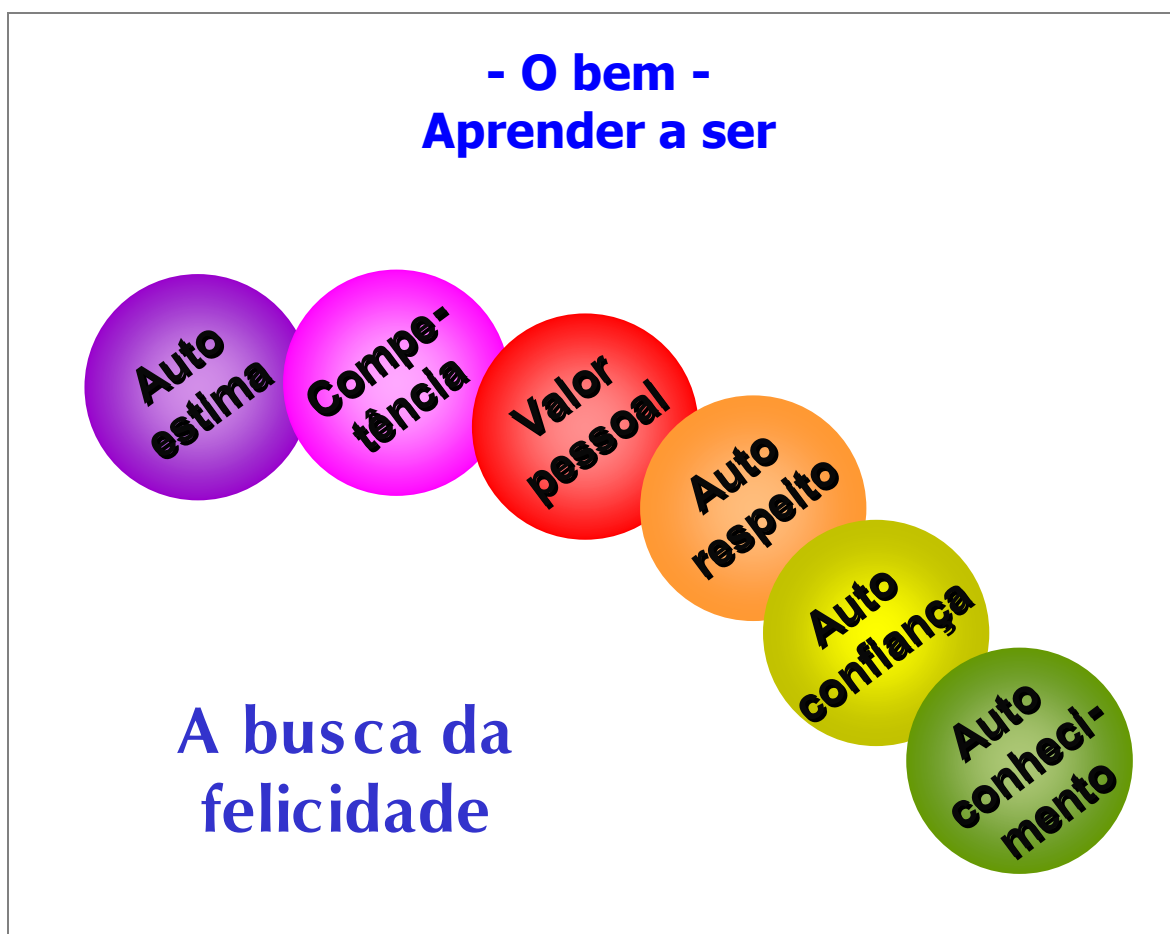 - O bem -
Aprender a ser
Auto
estima
Compe-
tência
Valor
pessoal
Auto
respeito
Auto
confiança
Auto
conheci-
mento
A busca da
felicidade